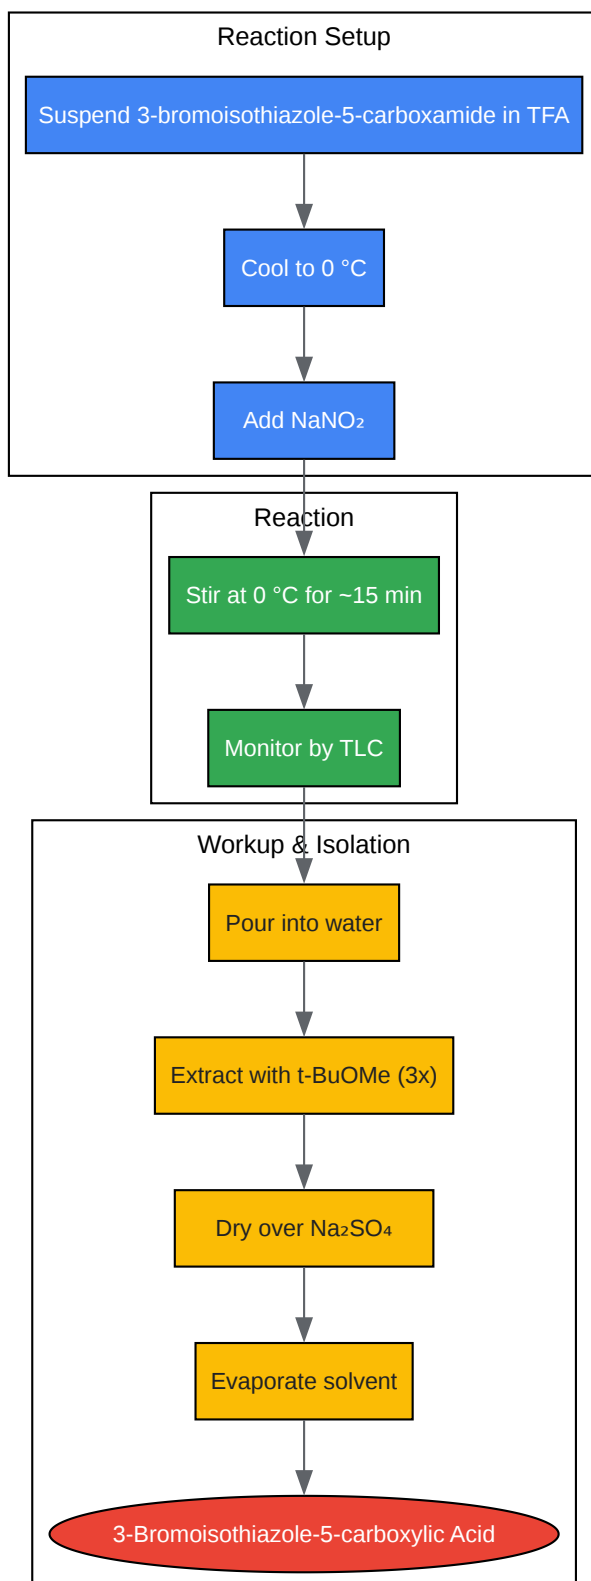 Reaction Setup
Suspend 3-bromoisothiazole-5-carboxamide in TFA
Cool to 0 °C
Add NaNO₂
Reaction
Stir at 0 °C for ~15 min
Monitor by TLC
Workup & Isolation
Pour into water
Extract with t-BuOMe (3x)
Dry over Na₂SO₄
Evaporate solvent
3-Bromoisothiazole-5-carboxylic Acid